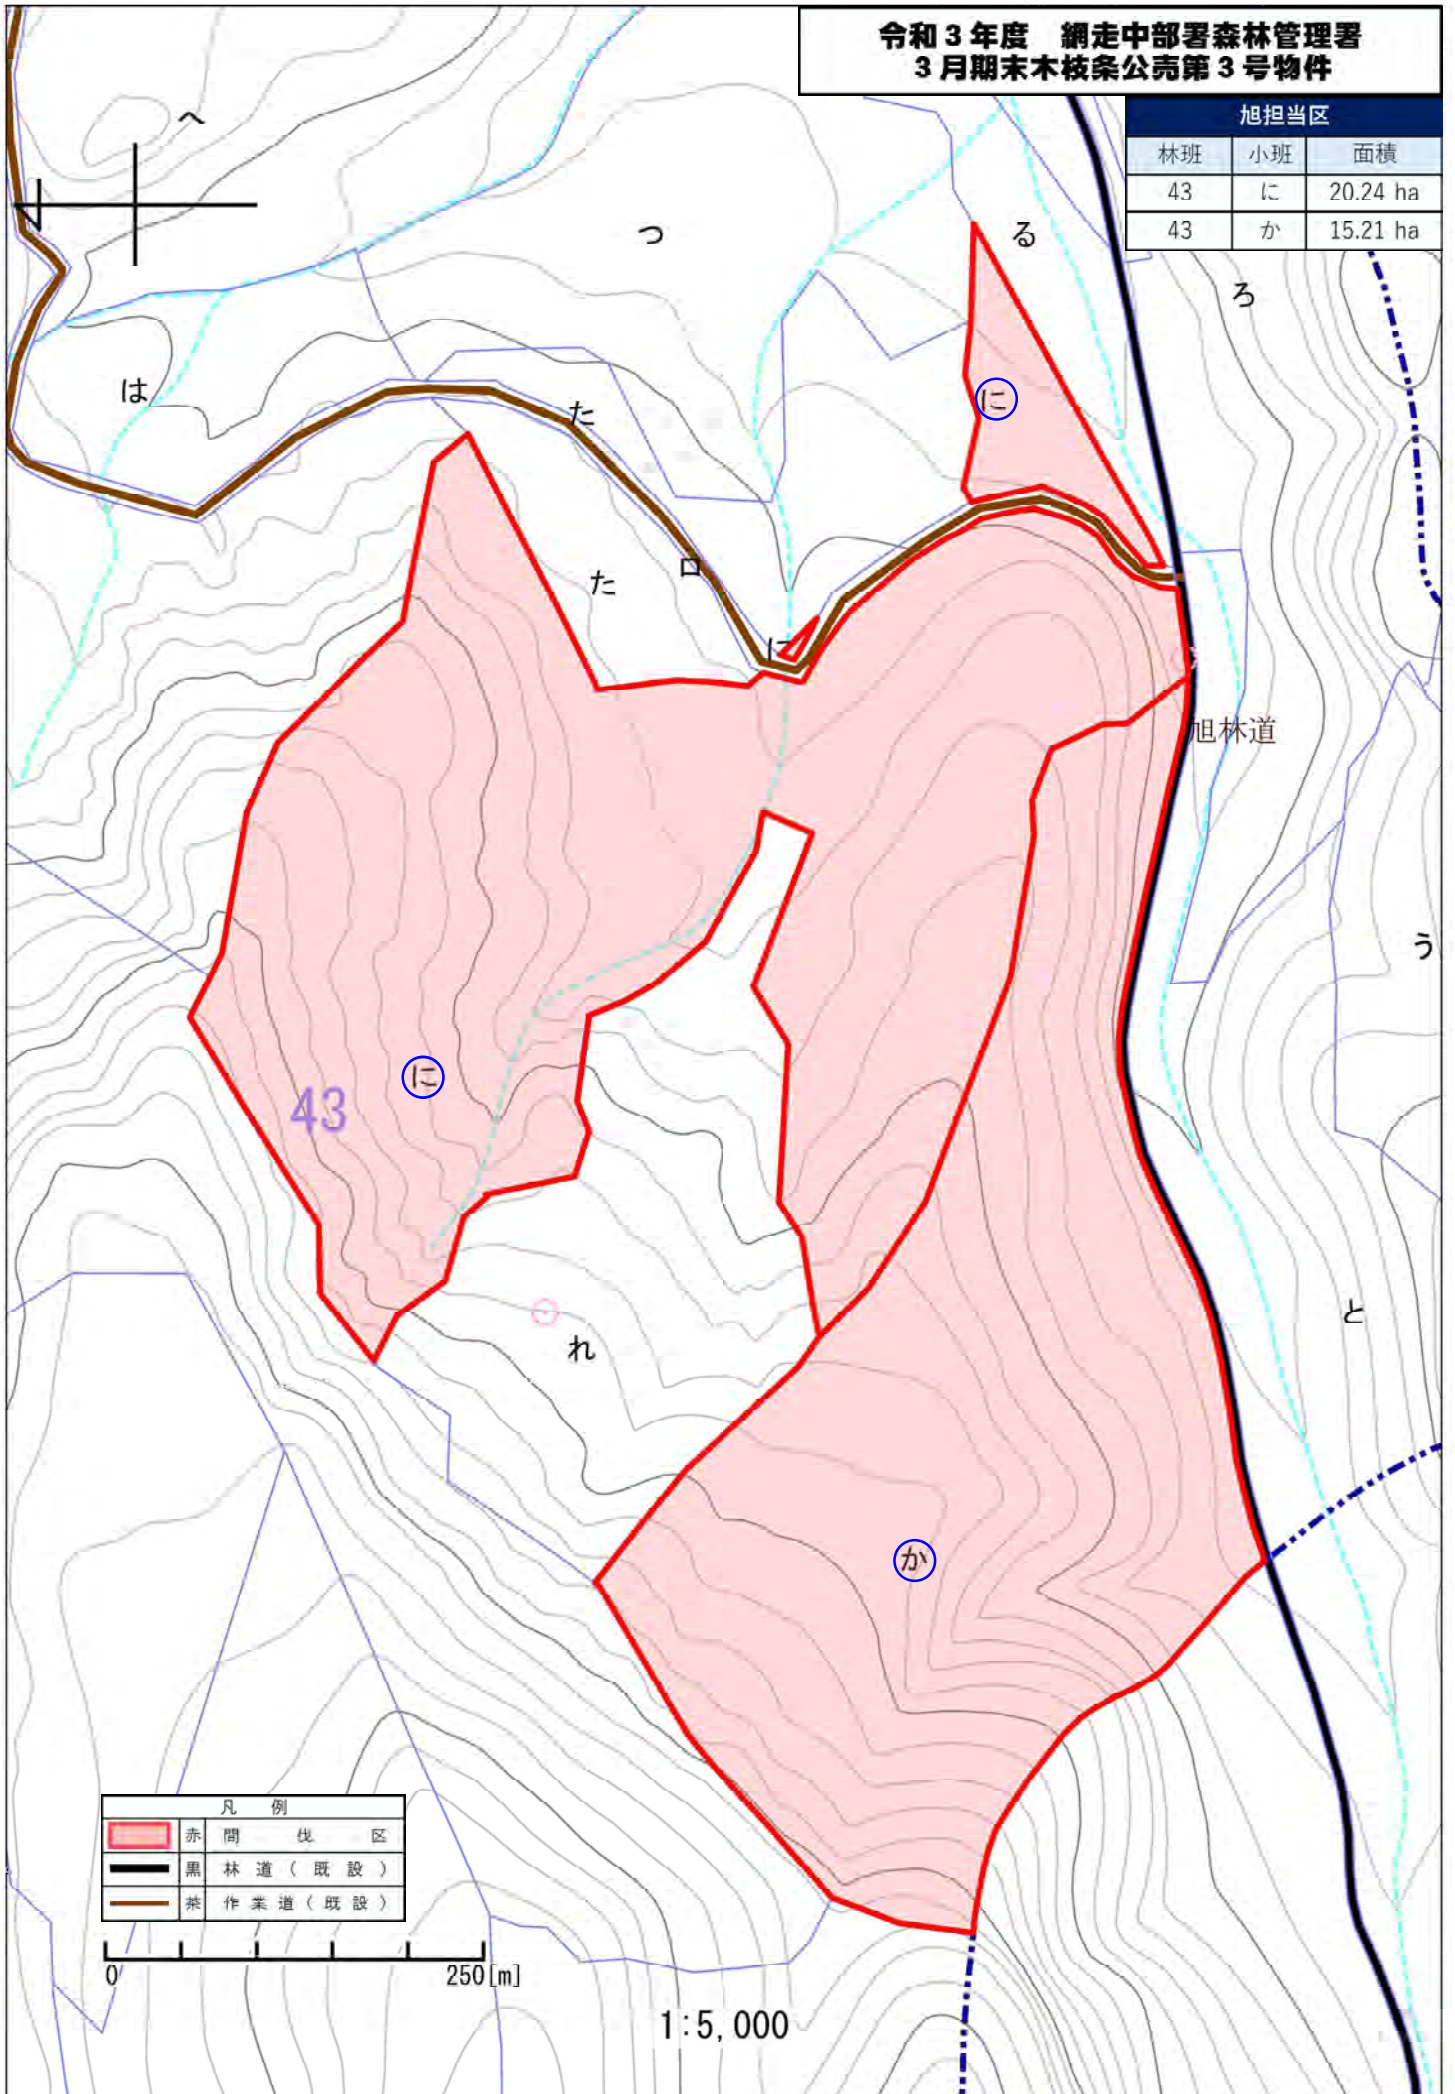 令和３年度　網走中部署森林管理署
３月期末木枝条公売第３号物件
旭担当区
林班 小班 面積
43 に 20.24 ha
43 か 15.21 ha
へ
つ
る
ろ
は
た
に
ロ
た
に
旭林道
う
に
43
と
れ
か
凡 例
赤 間 伐 区
黒 林 道 （ 既 設 ）
茶 作 業 道 （ 既 設 ）
0 250[m]
1:5,000